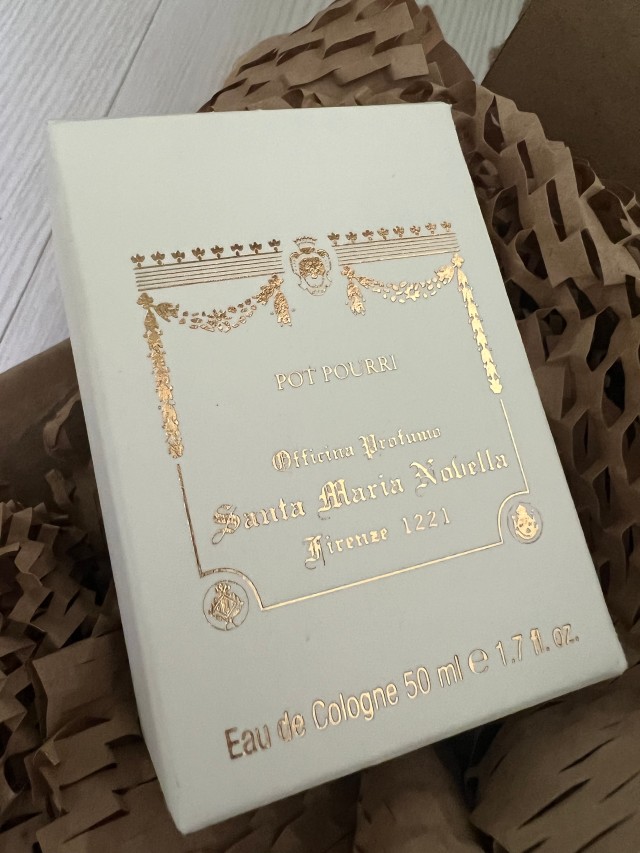 POT POURRI
Officina Profumo
Santa Maria Novella
Firenze 1221
Eau de Cologne 50 ml ℮ 1.7 fl. oz.